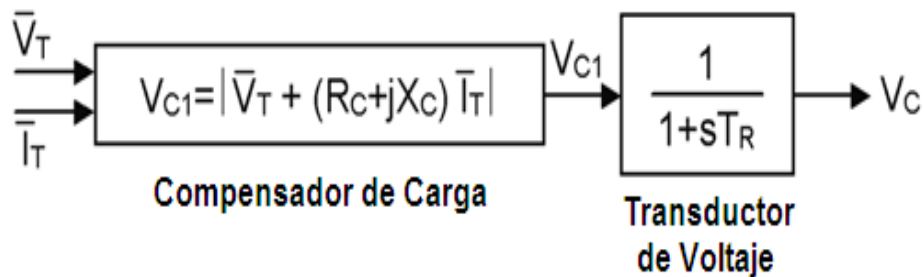 V̄T
ĪT
VC1=|V̄T + (RC+jXC) ĪT|
VC1
1
1+sTR
VC
Compensador de Carga
Transductor
de Voltaje